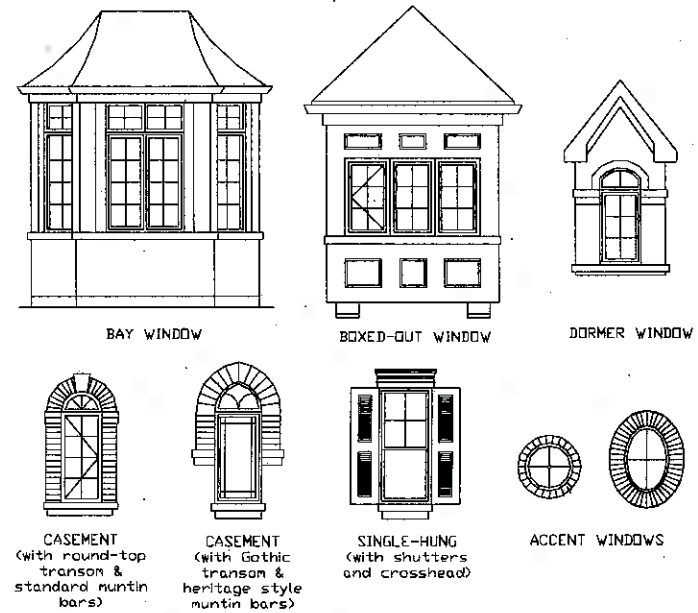 BAY WINDOW
BOXED-OUT WINDOW
DORMER WINDOW
CASEMENT
(with round-top
transom &
standard muntin
bars)
CASEMENT
(with Gothic
transom &
heritage style
muntin bars)
SINGLE-HUNG
(with shutters
and crosshead)
ACCENT WINDOWS